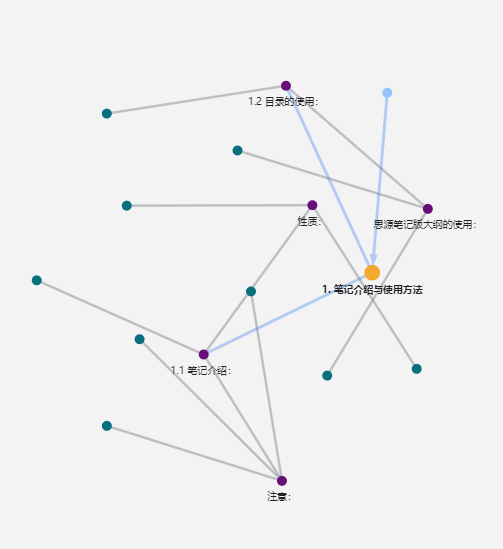 1.2 目录的使用：
性质：
思源笔记版大纲的使用：
1. 笔记介绍与使用方法
1.1 笔记介绍：
注意：